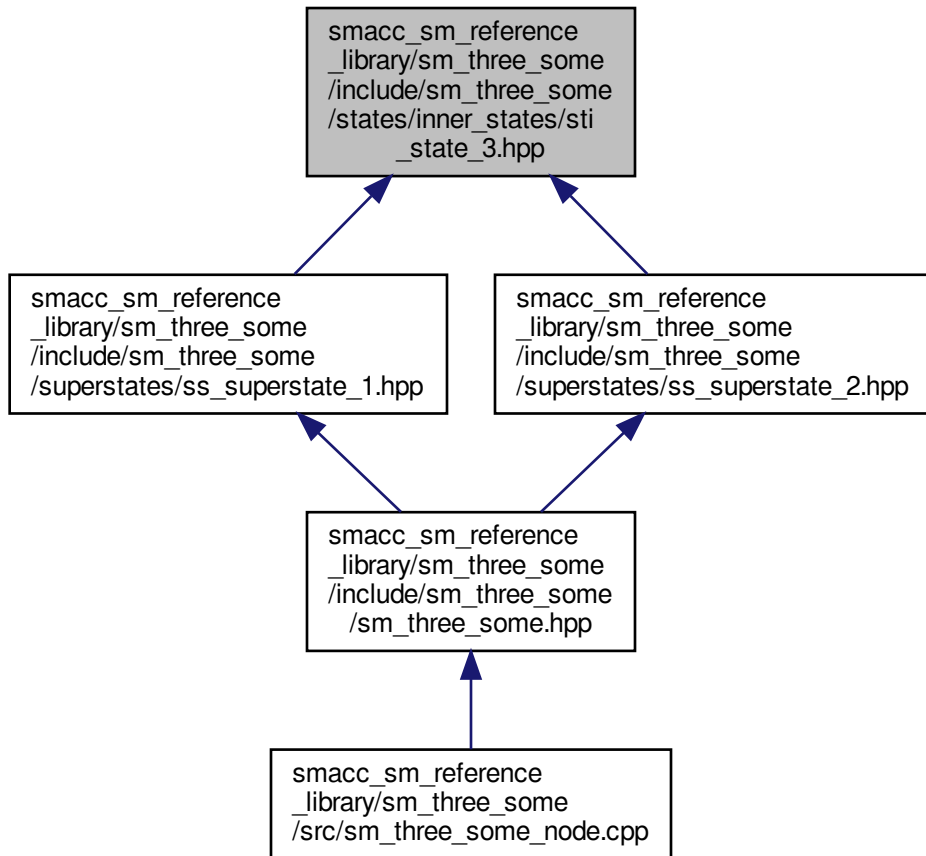 smacc_sm_reference
_library/sm_three_some
/include/sm_three_some
/states/inner_states/sti
_state_3.hpp
smacc_sm_reference
_library/sm_three_some
/include/sm_three_some
/superstates/ss_superstate_1.hpp
smacc_sm_reference
_library/sm_three_some
/include/sm_three_some
/superstates/ss_superstate_2.hpp
smacc_sm_reference
_library/sm_three_some
/include/sm_three_some
/sm_three_some.hpp
smacc_sm_reference
_library/sm_three_some
/src/sm_three_some_node.cpp